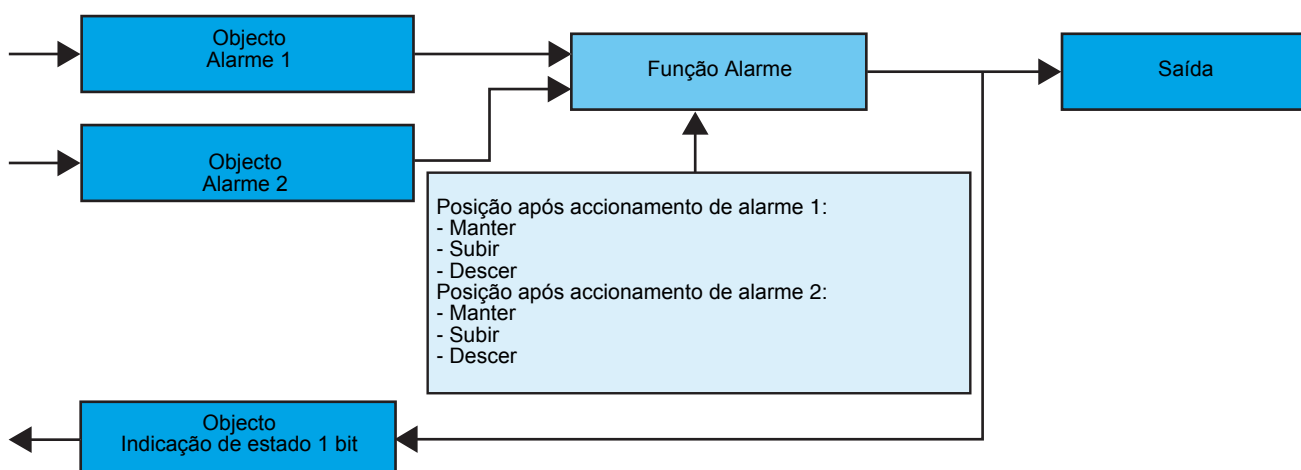 Objecto
Alarme 1
Função Alarme
Saída
Objecto
Alarme 2
Posição após accionamento de alarme 1:
- Manter
- Subir
- Descer
Posição após accionamento de alarme 2:
- Manter
- Subir
- Descer
Objecto
Indicação de estado 1 bit